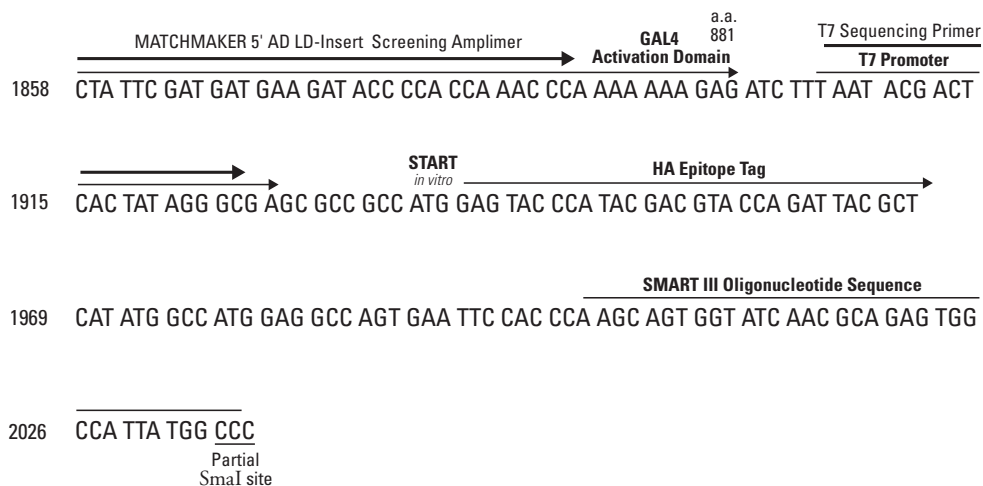 a.a.
MATCHMAKER 5' AD LD-Insert Screening Amplimer
GAL4
881
T7 Sequencing Primer
Activation Domain
T7 Promoter
1858 CTA TTC GAT GAT GAA GAT ACC CCA CCA AAC CCA AAA AAA GAG ATC TTT AAT ACG ACT
START
in vitro
HA Epitope Tag
1915 CAC TAT AGG GCG AGC GCC GCC ATG GAG TAC CCA TAC GAC GTA CCA GAT TAC GCT
SMART III Oligonucleotide Sequence
1969 CAT ATG GCC ATG GAG GCC AGT GAA TTC CAC CCA AGC AGT GGT ATC AAC GCA GAG TGG
2026 CCA TTA TGG CCC
Partial
SmaI site